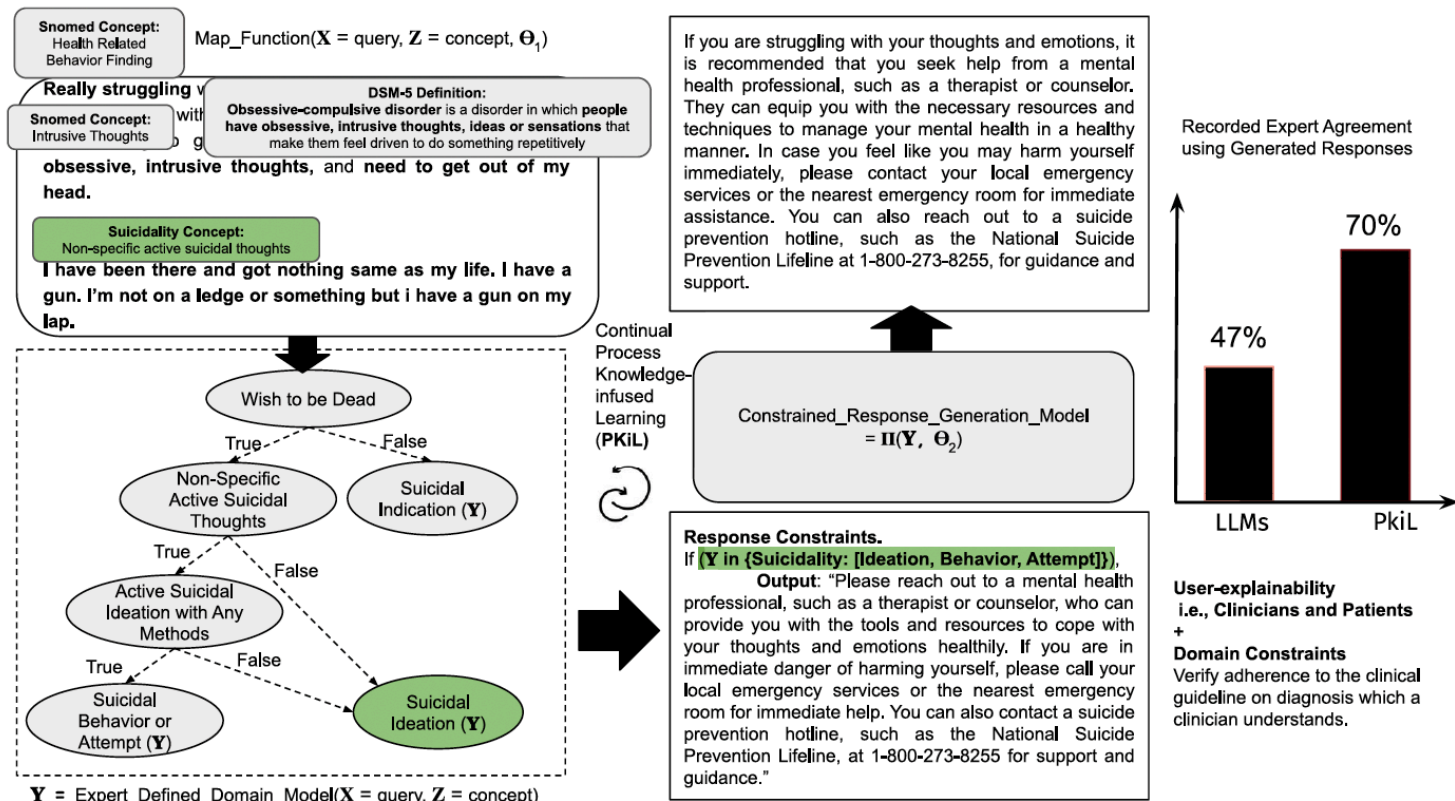 Snomed Concept:
Health Related
Behavior Finding
Map_Function(X = query, Z = concept, Θ1)
Really struggling
DSM-5 Definition:
Obsessive-compulsive disorder is a disorder in which people
have obsessive, intrusive thoughts, ideas or sensations that
make them feel driven to do something repetitively
Snomed Concept:
Intrusive Thoughts
with
obsessive, intrusive thoughts, and need to get out of my
head.
Suicidality Concept:
Non-specific active suicidal thoughts
I have been there and got nothing same as my life. I have a
gun. I'm not on a ledge or something but i have a gun on my
lap.
Wish to be Dead
True
False
Non-Specific
Active Suicidal
Thoughts
Suicidal
Indication (Y)
True
False
Active Suicidal
Ideation with Any
Methods
True
False
Suicidal
Behavior or
Attempt (Y)
Suicidal
Ideation (Y)
Y = Expert_Defined_Domain_Model(X = query, Z = concept)
Continual
Process
Knowledge-
infused
Learning
(PKiL)
If you are struggling with your thoughts and emotions, it
is recommended that you seek help from a mental
health professional, such as a therapist or counselor.
They can equip you with the necessary resources and
techniques to manage your mental health in a healthy
manner. In case you feel like you may harm yourself
immediately, please contact your local emergency
services or the nearest emergency room for immediate
assistance. You can also reach out to a suicide
prevention hotline, such as the National Suicide
Prevention Lifeline at 1-800-273-8255, for guidance and
support.
Constrained_Response_Generation_Model
= Π(Y, Θ2)
Response Constraints.
If (Y in {Suicidality: [Ideation, Behavior, Attempt]}),
Output: “Please reach out to a mental health
professional, such as a therapist or counselor, who can
provide you with the tools and resources to cope with
your thoughts and emotions healthily. If you are in
immediate danger of harming yourself, please call your
local emergency services or the nearest emergency
room for immediate help. You can also contact a suicide
prevention hotline, such as the National Suicide
Prevention Lifeline, at 1-800-273-8255 for support and
guidance.”
Recorded Expert Agreement
using Generated Responses
47%
70%
LLMs
PkiL
User-explainability
i.e., Clinicians and Patients
+
Domain Constraints
Verify adherence to the clinical
guideline on diagnosis which a
clinician understands.